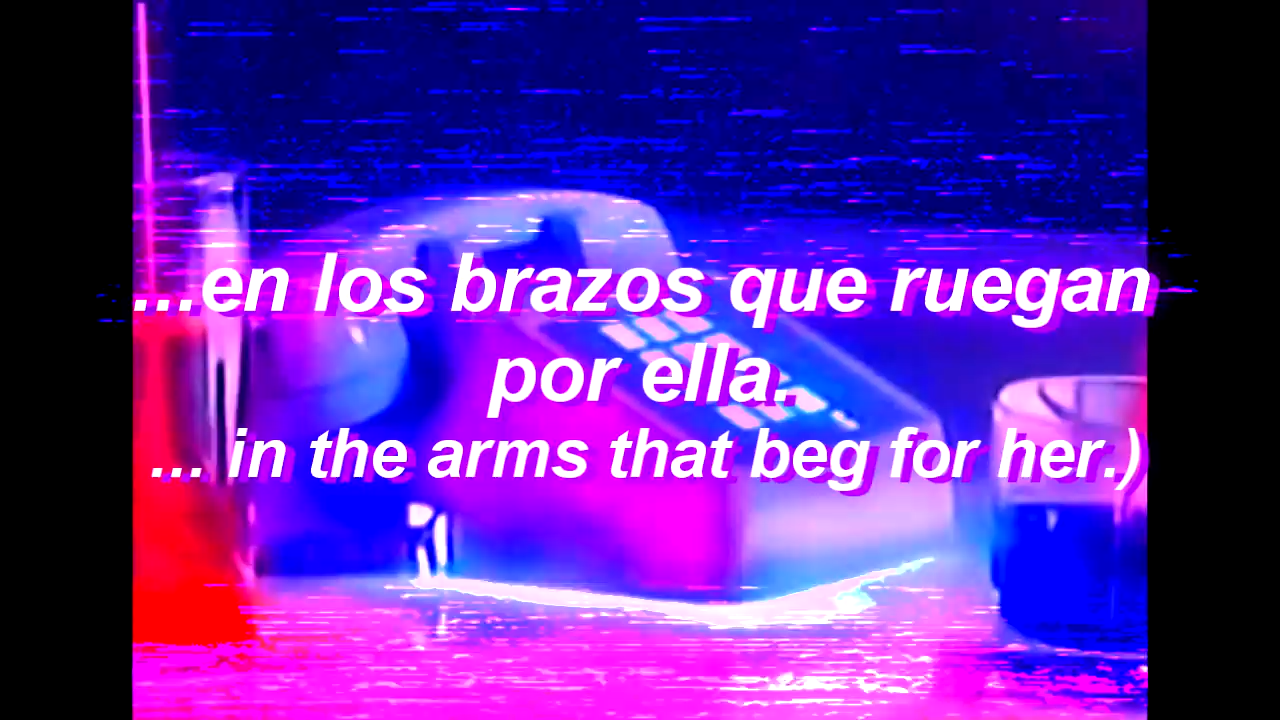 ...en los brazos que ruegan
por ella.
... in the arms that beg for her.)